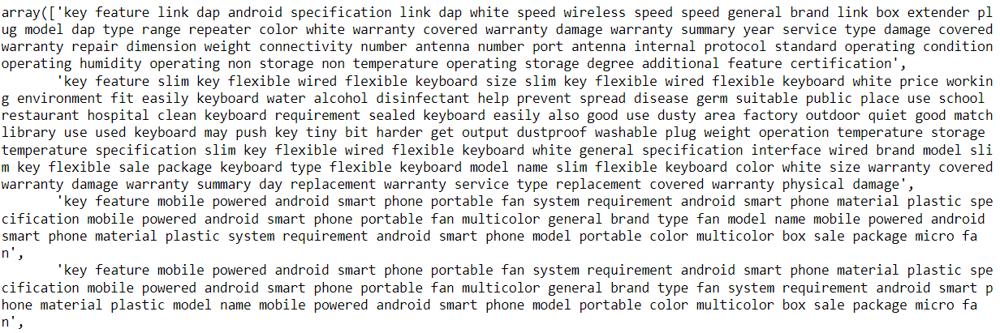 array(['key feature link dap android specification link dap white speed wireless speed speed general brand link box extender pl
ug model dap type range repeater color white warranty covered warranty damage warranty summary year service type damage covered
warranty repair dimension weight connectivity number antenna number port antenna internal protocol standard operating condition
operating humidity operating non storage non temperature operating storage degree additional feature certification',
'key feature slim key flexible wired flexible keyboard size slim key flexible wired flexible keyboard white price workin
g environment fit easily keyboard water alcohol disinfectant help prevent spread disease germ suitable public place use school
restaurant hospital clean keyboard requirement sealed keyboard easily also good use dusty area factory outdoor quiet good match
library use used keyboard may push key tiny bit harder get output dustproof washable plug weight operation temperature storage
temperature specification slim key flexible wired flexible keyboard white general specification interface wired brand model sli
m key flexible sale package keyboard type flexible keyboard model name slim flexible keyboard color white size warranty covered
warranty damage warranty summary day replacement warranty service type replacement covered warranty physical damage',
'key feature mobile powered android smart phone portable fan system requirement android smart phone material plastic spe
cification mobile powered android smart phone portable fan multicolor general brand type fan model name mobile powered android
smart phone material plastic system requirement android smart phone model portable color multicolor box sale package micro fa
n',
'key feature mobile powered android smart phone portable fan system requirement android smart phone material plastic spe
cification mobile powered android smart phone portable fan multicolor general brand type fan system requirement android smart p
hone material plastic model name mobile powered android smart phone model portable color multicolor box sale package micro fa
n',